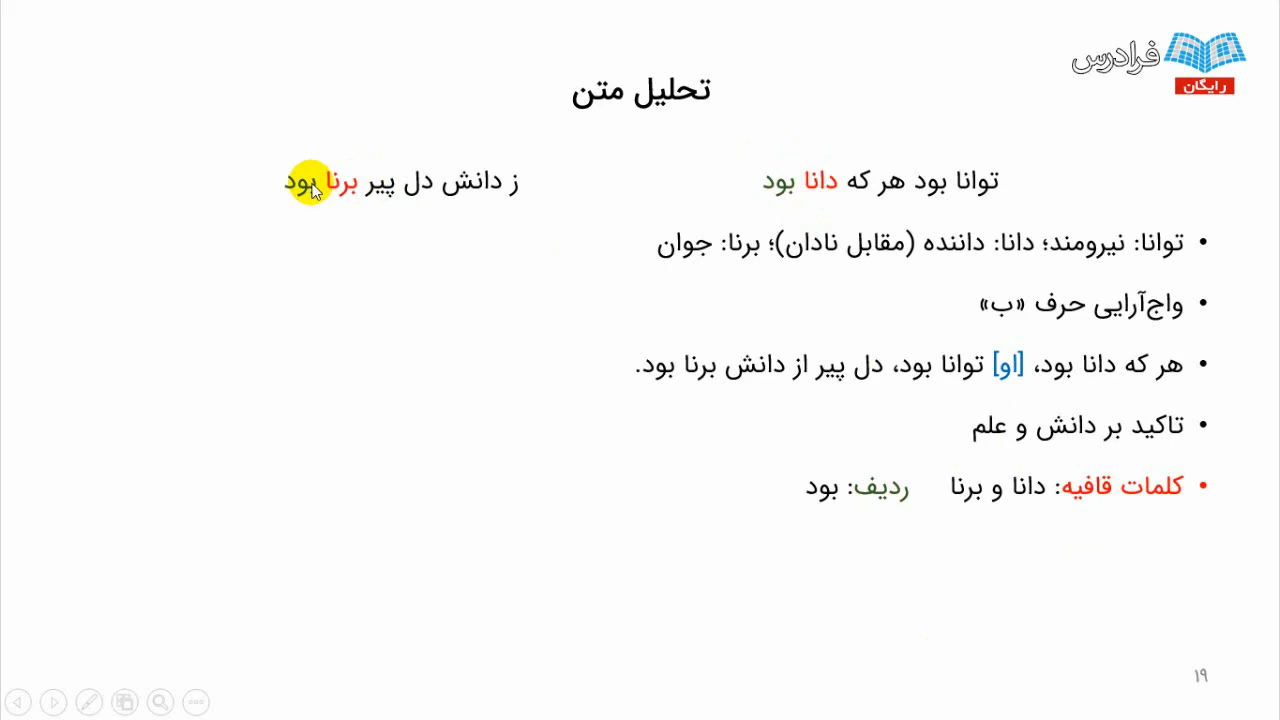 فرادرس
رایگان
تحلیل متن
توانا بود هر که دانا بود ز دانش دل پیر برنا بود
• توانا: نیرومند؛ دانا: داننده (مقابل نادان)؛ برنا: جوان
• واج‌آرایی حرف «ب»
• هر که دانا بود، [او] توانا بود، دل پیر از دانش برنا بود.
• تاکید بر دانش و علم
• کلمات قافیه: دانا و برنا ردیف: بود
۱۹